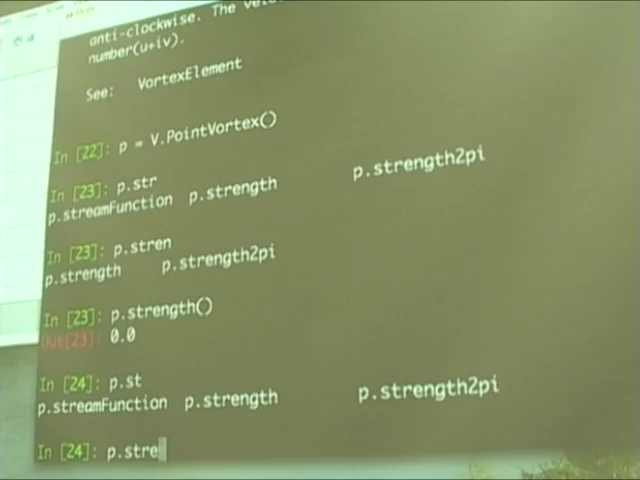 anti-clockwise. The
number(u+iv).
See: VortexElement
In [22]: p = V.PointVortex()
In [23]: p.str
p.streamFunction p.strength p.strength2pi
In [23]: p.stren
p.strength p.strength2pi
In [23]: p.strength()
Out[23]: 0.0
In [24]: p.st
p.streamFunction p.strength p.strength2pi
In [24]: p.stre